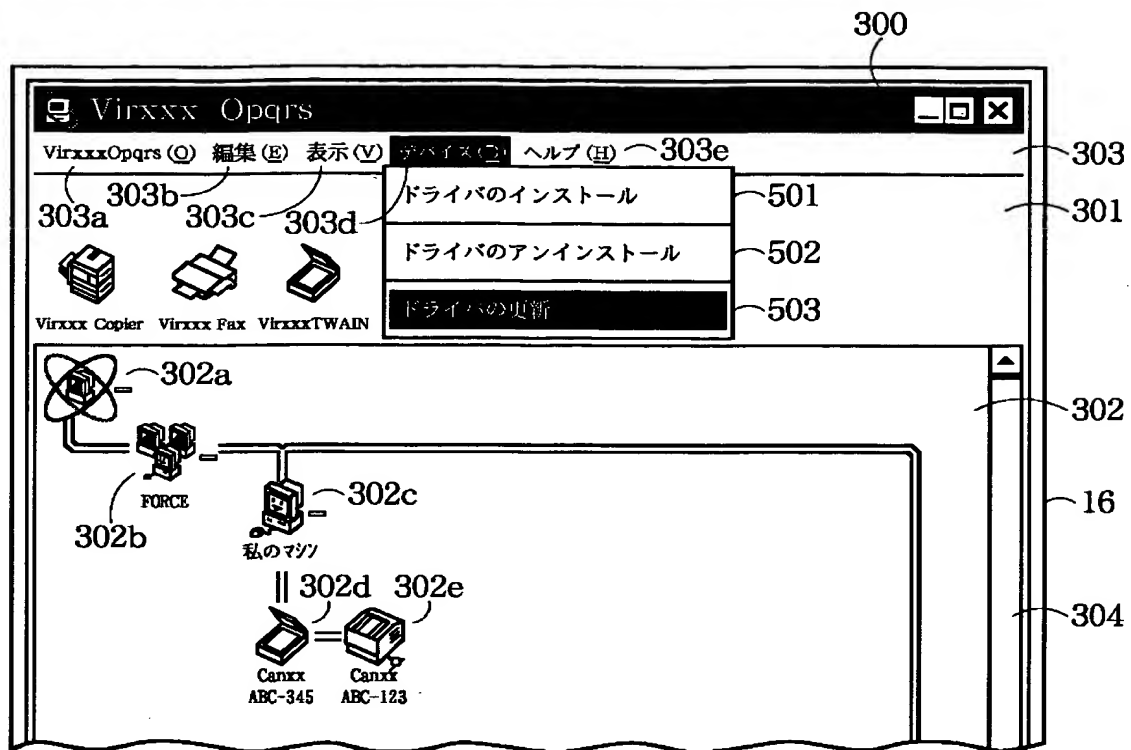 300
Virxxx Opqrs
VirxxxOpqrs(O) 編集(E) 表示(V) デバイス(D) ヘルプ(H) 303e
303
303a 303b 303c 303d
ドライバのインストール 501
301
ドライバのアンインストール 502
ドライバの更新 503
Virxxx Copier Virxxx Fax VirxxxTWAIN
302a
302
FORCE
302b
302c
16
私のマシン
302d 302e
304
Canxx Canxx
ABC-345 ABC-123